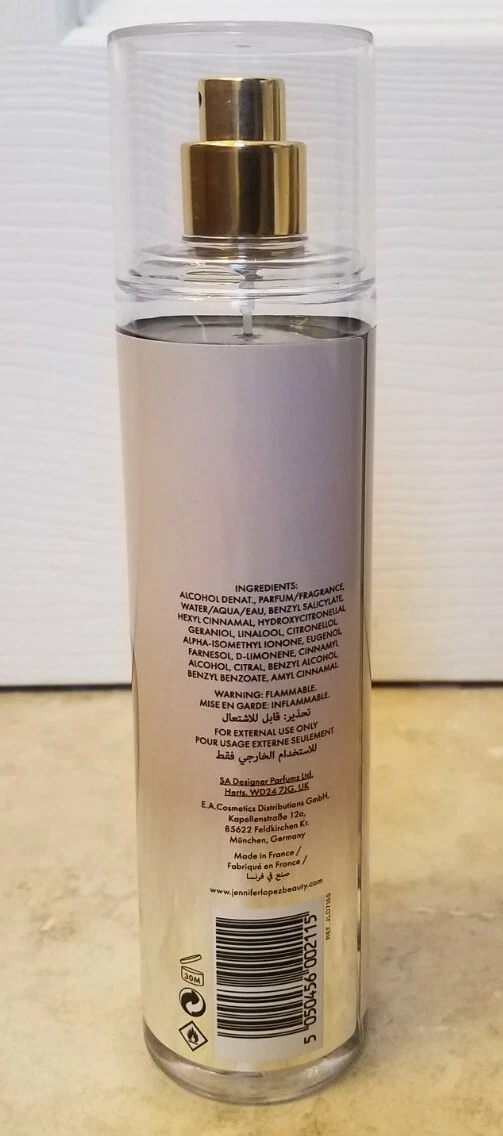 INGREDIENTS:
ALCOHOL DENAT., PARFUM/FRAGRANCE,
WATER/AQUA/EAU, BENZYL SALICYLATE,
HEXYL CINNAMAL, HYDROXYCITRONELLAL,
GERANIOL, LINALOOL, CITRONELLOL,
ALPHA-ISOMETHYL IONONE, EUGENOL,
FARNESOL, D-LIMONENE, CINNAMYL
ALCOHOL, CITRAL, BENZYL ALCOHOL,
BENZYL BENZOATE, AMYL CINNAMAL.
WARNING: FLAMMABLE.
MISE EN GARDE: INFLAMMABLE.
تحذير: قابل للاشتعال
FOR EXTERNAL USE ONLY
POUR USAGE EXTERNE SEULEMENT
للاستخدام الخارجي فقط
SA Designer Parfums Ltd.
Herts, WD24 7JG, UK
E.A.Cosmetics Distributions GmbH,
Kapellenstraße 12a,
85622 Feldkirchen Kr.
München, Germany
Made in France /
Fabriqué en France /
صنع في فرنسا
www.jenniferlopezbeauty.com
REF. JLO7165
30M
5 050456 002115